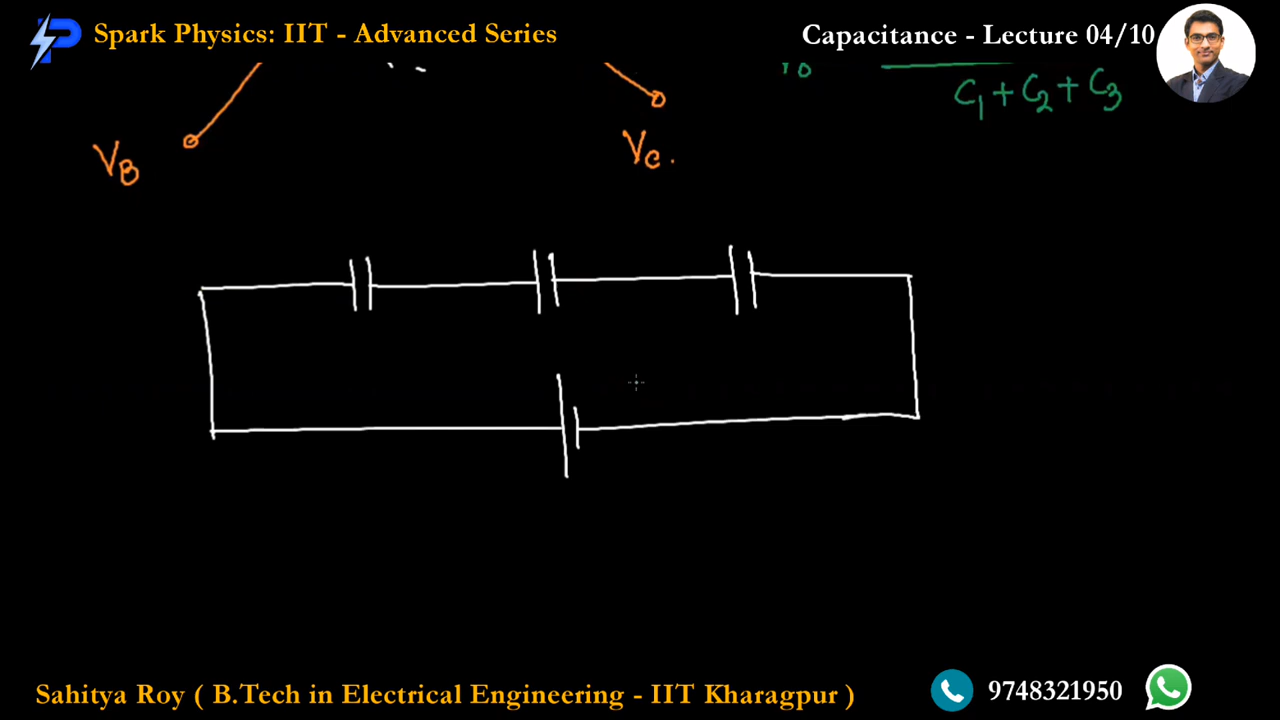 Spark Physics: IIT - Advanced Series
Capacitance - Lecture 04/10
C1 + C2 + C3
VB
VC.
Sahitya Roy ( B.Tech in Electrical Engineering - IIT Kharagpur )
9748321950